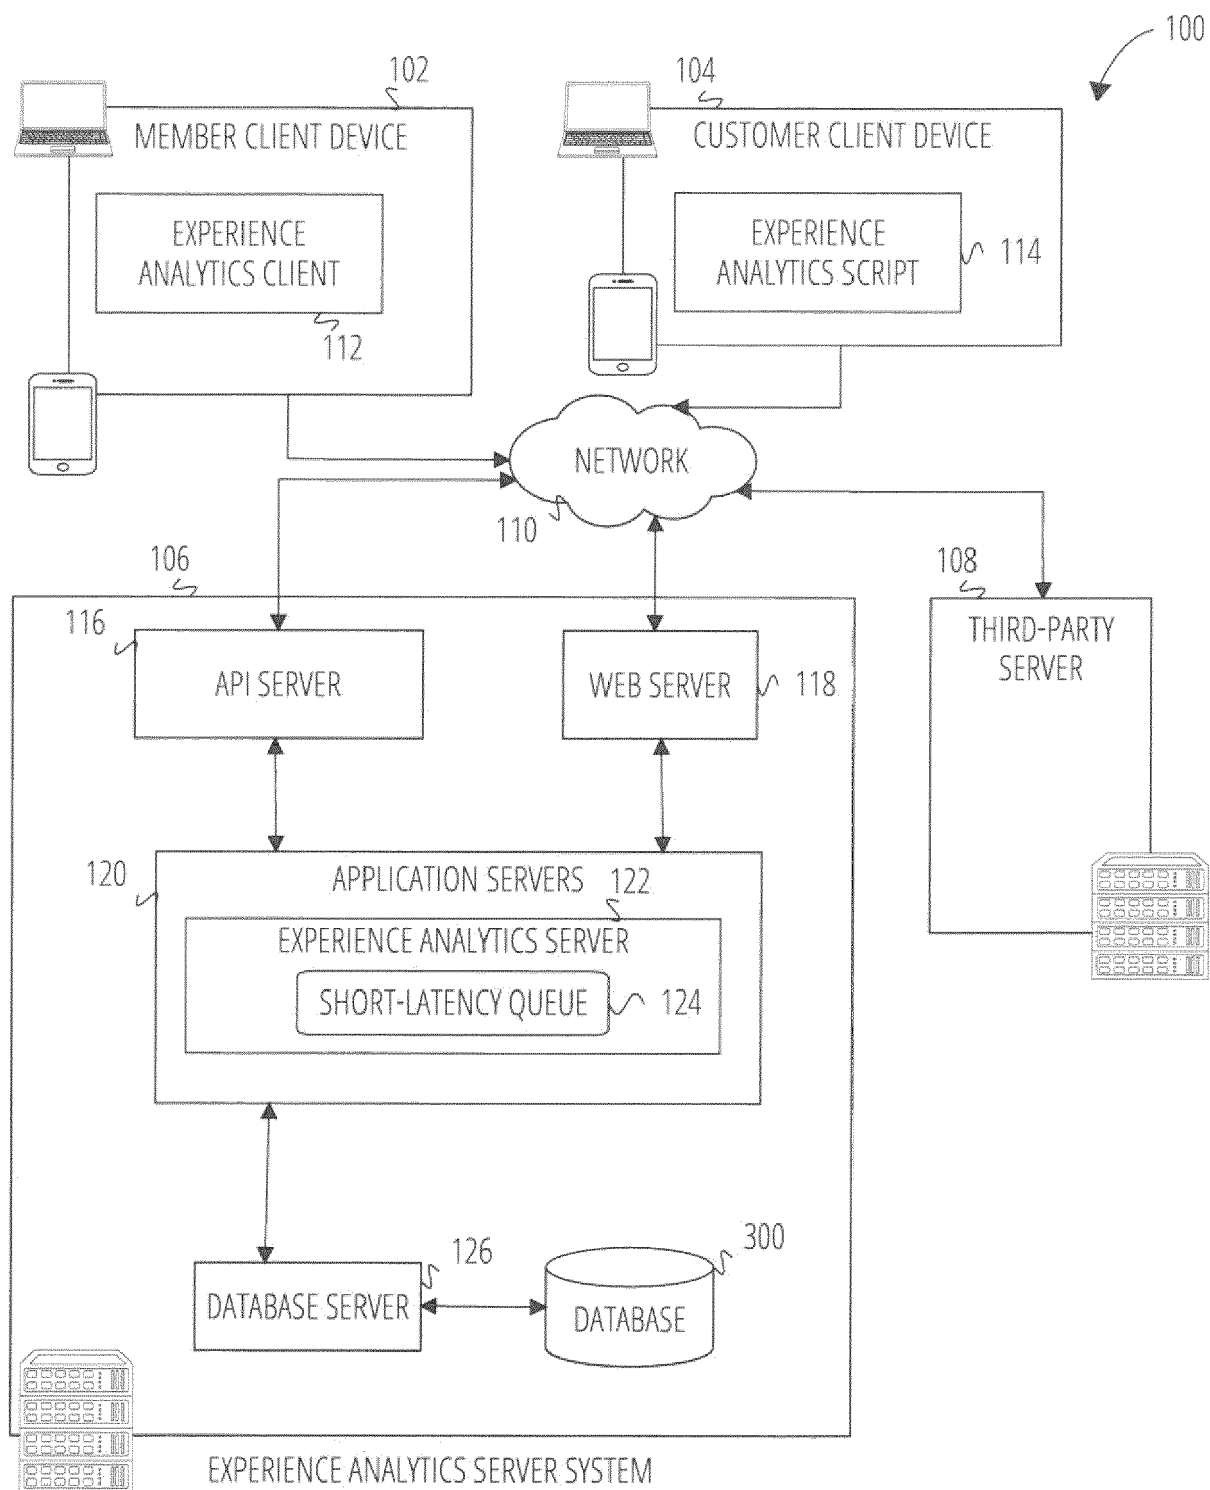 100
102
104
MEMBER CLIENT DEVICE
CUSTOMER CLIENT DEVICE
EXPERIENCE
ANALYTICS CLIENT
112
EXPERIENCE
ANALYTICS SCRIPT
114
NETWORK
110
106
108
116
API SERVER
WEB SERVER
118
THIRD-PARTY
SERVER
120
APPLICATION SERVERS
122
EXPERIENCE ANALYTICS SERVER
SHORT-LATENCY QUEUE
124
126
300
DATABASE SERVER
DATABASE
EXPERIENCE ANALYTICS SERVER SYSTEM